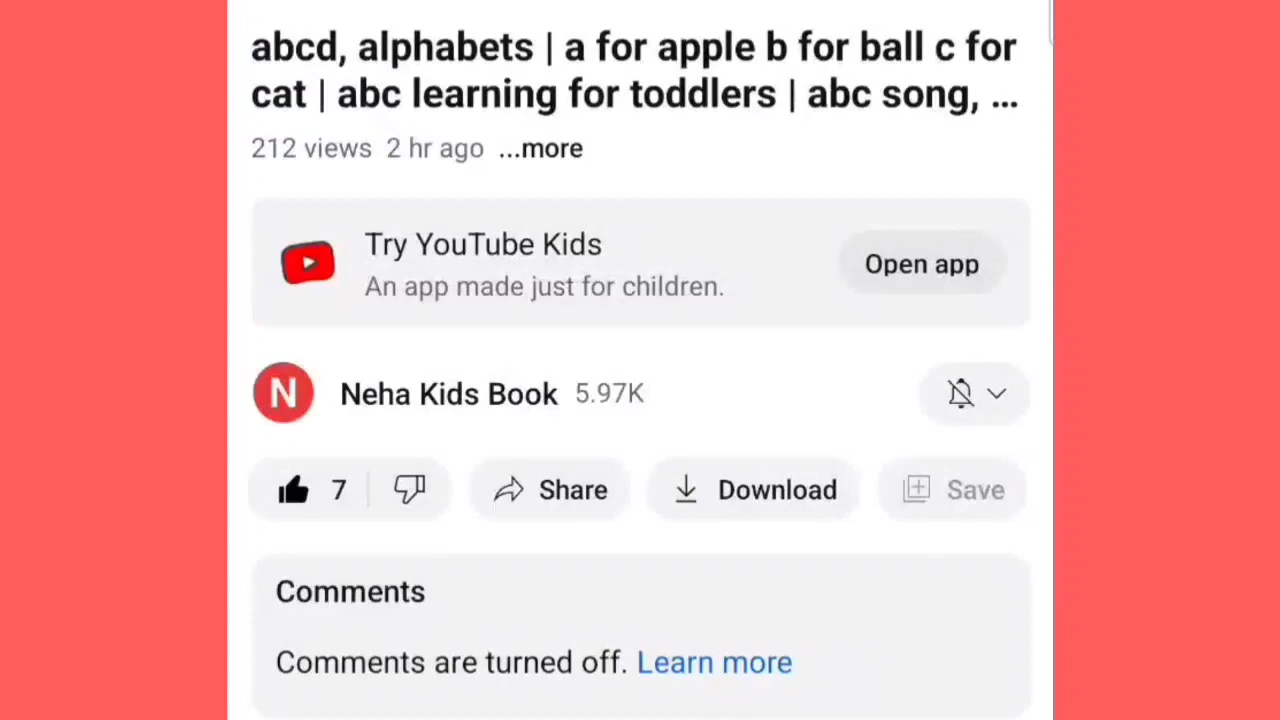 abcd, alphabets | a for apple b for ball c for
cat | abc learning for toddlers | abc song, ...
212 views 2 hr ago ...more
Try YouTube Kids
An app made just for children.
Open app
N
Neha Kids Book 5.97K
7
Share
Download
Save
Comments
Comments are turned off. Learn more